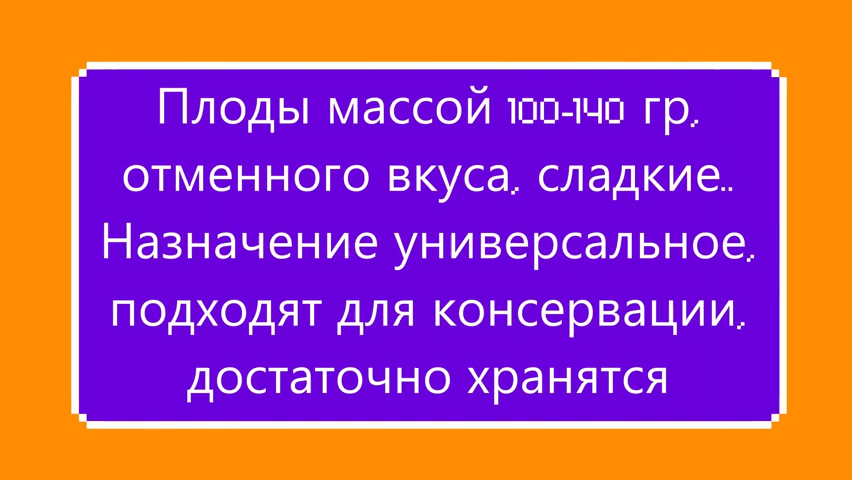 Плоды массой 100-140 гр,
отменного вкуса, сладкие..
Назначение универсальное,
подходят для консервации,
достаточно хранятся